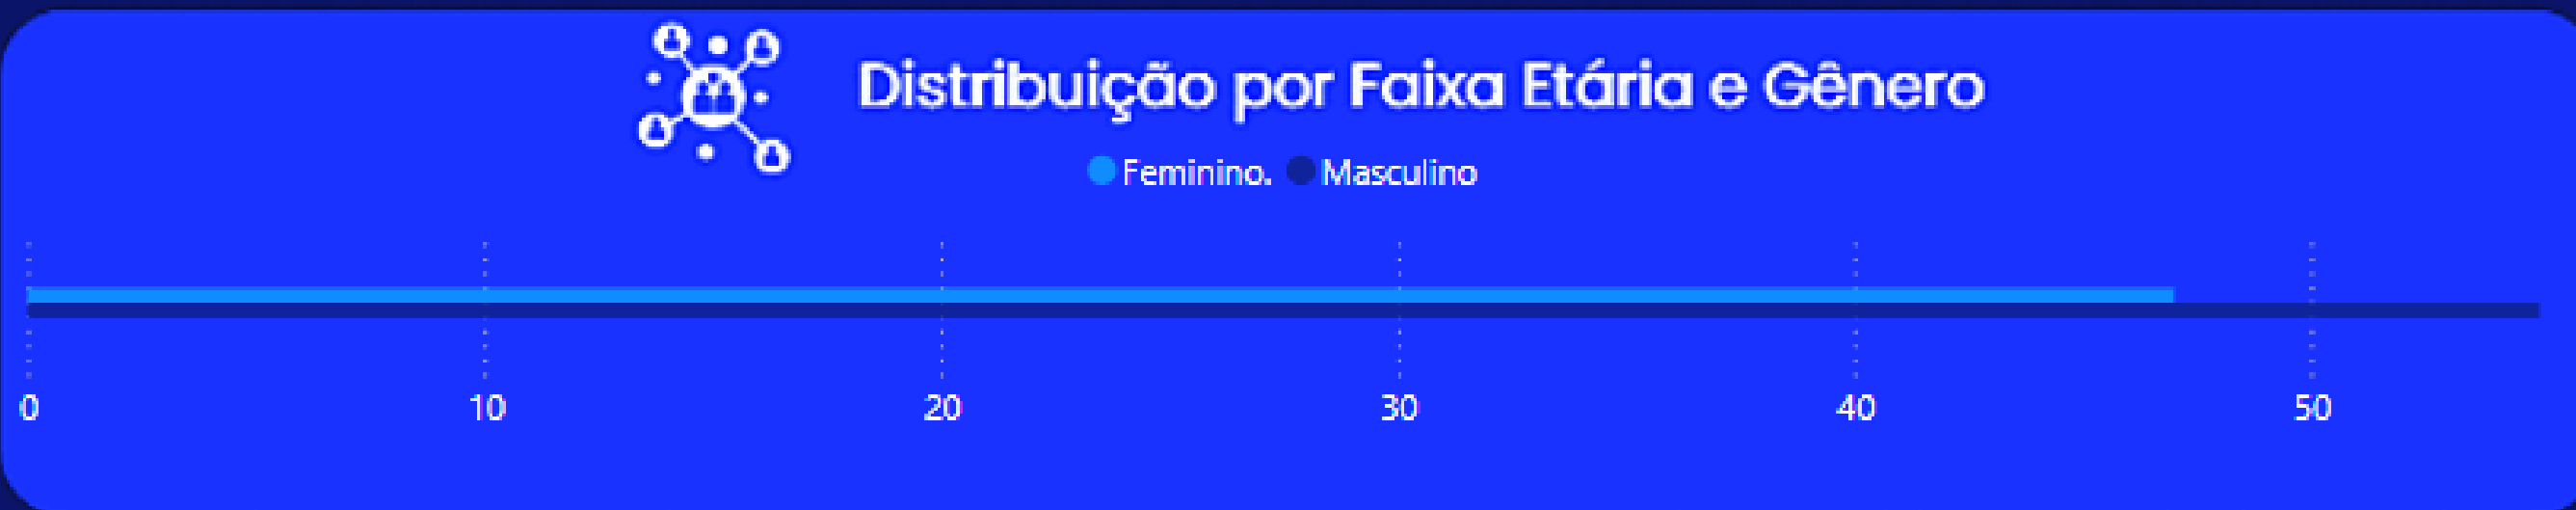 Distribuição por Faixa Etária e Gênero
Feminino. Masculino
0 10 20 30 40 50